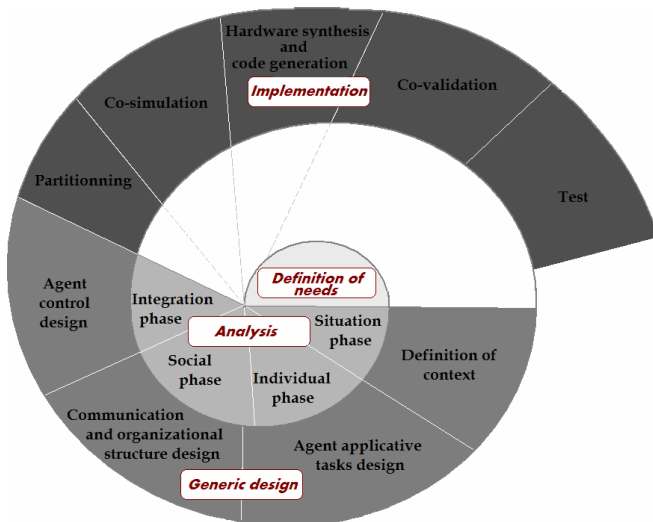 Hardware synthesis
and
code generation
Implementation
Co-simulation
Co-validation
Partitionning
Test
Definition of
needs
Agent
control
design
Integration
phase
Analysis
Situation
phase
Social
phase
Individual
phase
Definition of
context
Communication
and organizational
structure design
Agent applicative
tasks design
Generic design